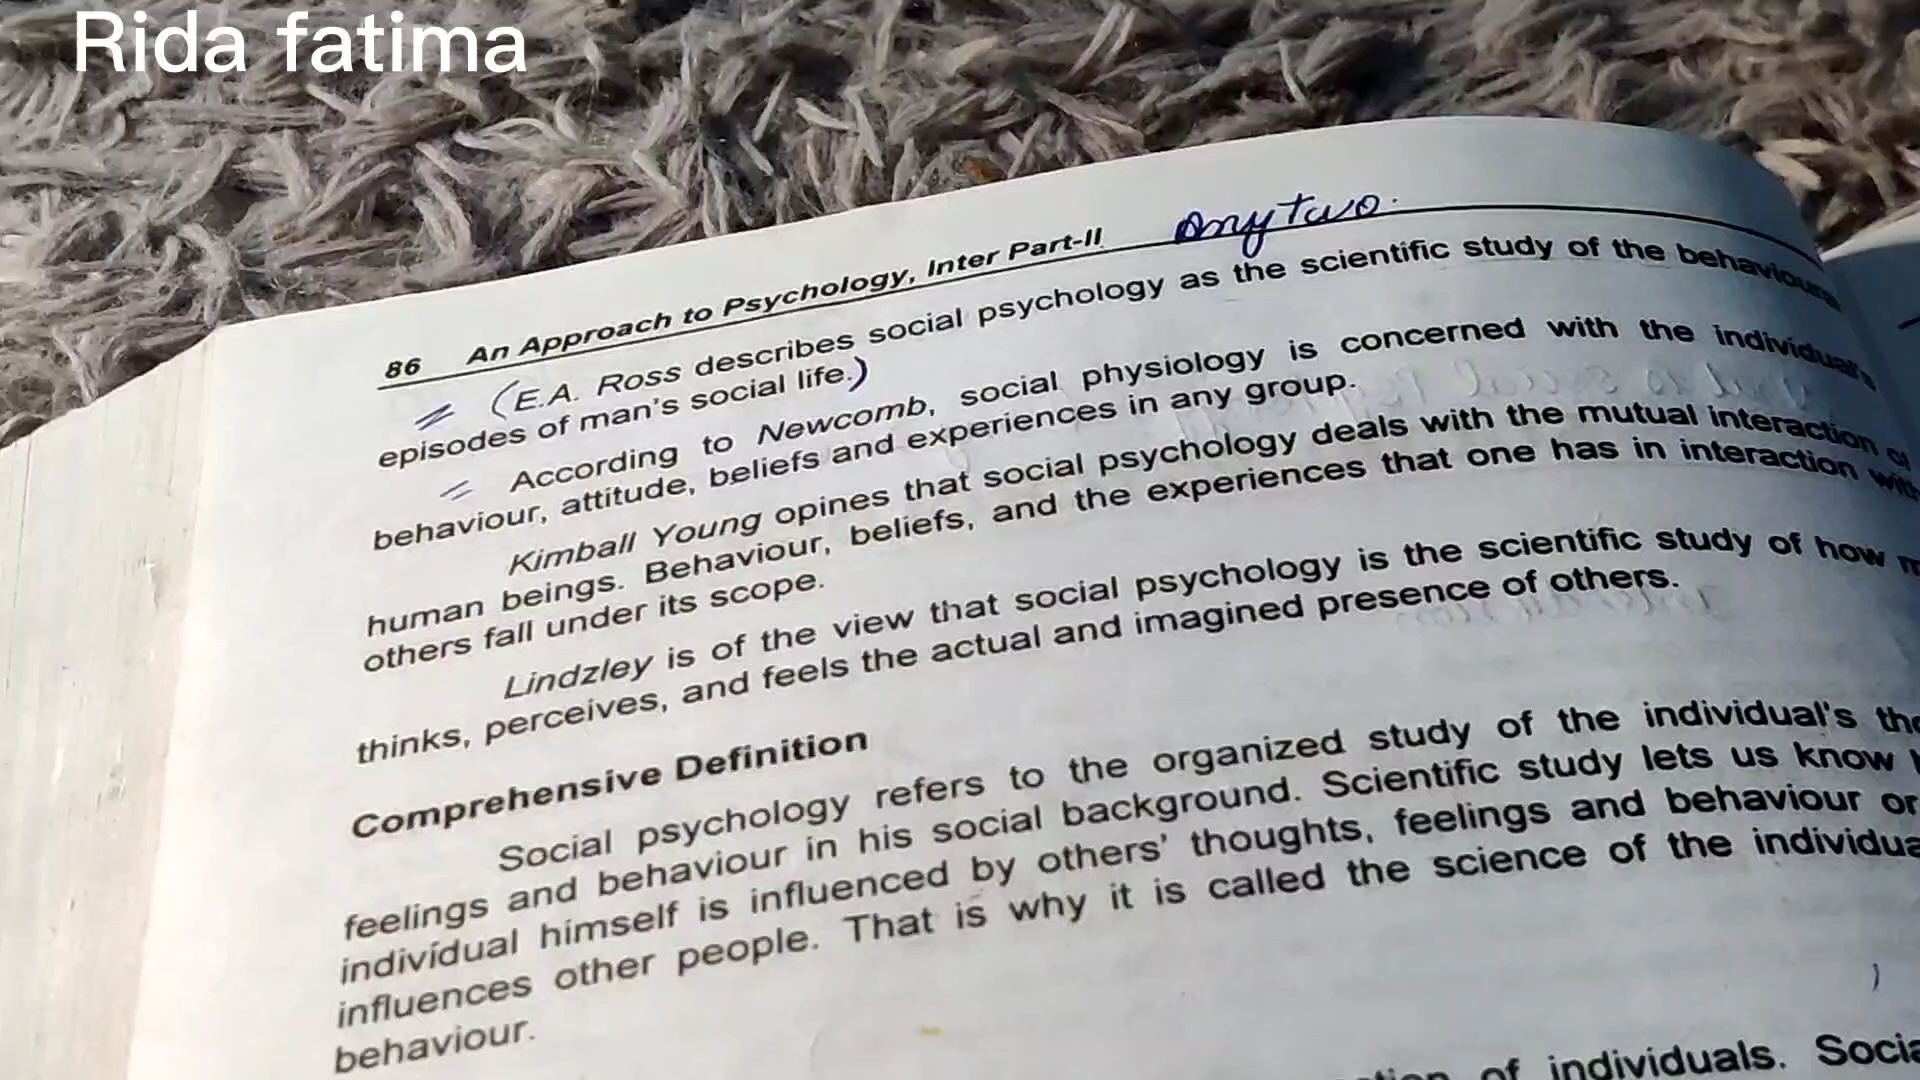 Rida fatima
any two.
86 An Approach to Psychology, Inter Part-II
(E.A. Ross describes social psychology as the scientific study of the behavioural
episodes of man's social life.)
According to Newcomb, social physiology is concerned with the individual's
behaviour, attitude, beliefs and experiences in any group.
Kimball Young opines that social psychology deals with the mutual interaction of
human beings. Behaviour, beliefs, and the experiences that one has in interaction with
others fall under its scope.
Lindzley is of the view that social psychology is the scientific study of how
thinks, perceives, and feels the actual and imagined presence of others.
Comprehensive Definition
Social psychology refers to the organized study of the individual's
feelings and behaviour in his social background. Scientific study lets us know
individual himself is influenced by others' thoughts, feelings and behaviour or
influences other people. That is why it is called the science of the
behaviour.
of individuals.